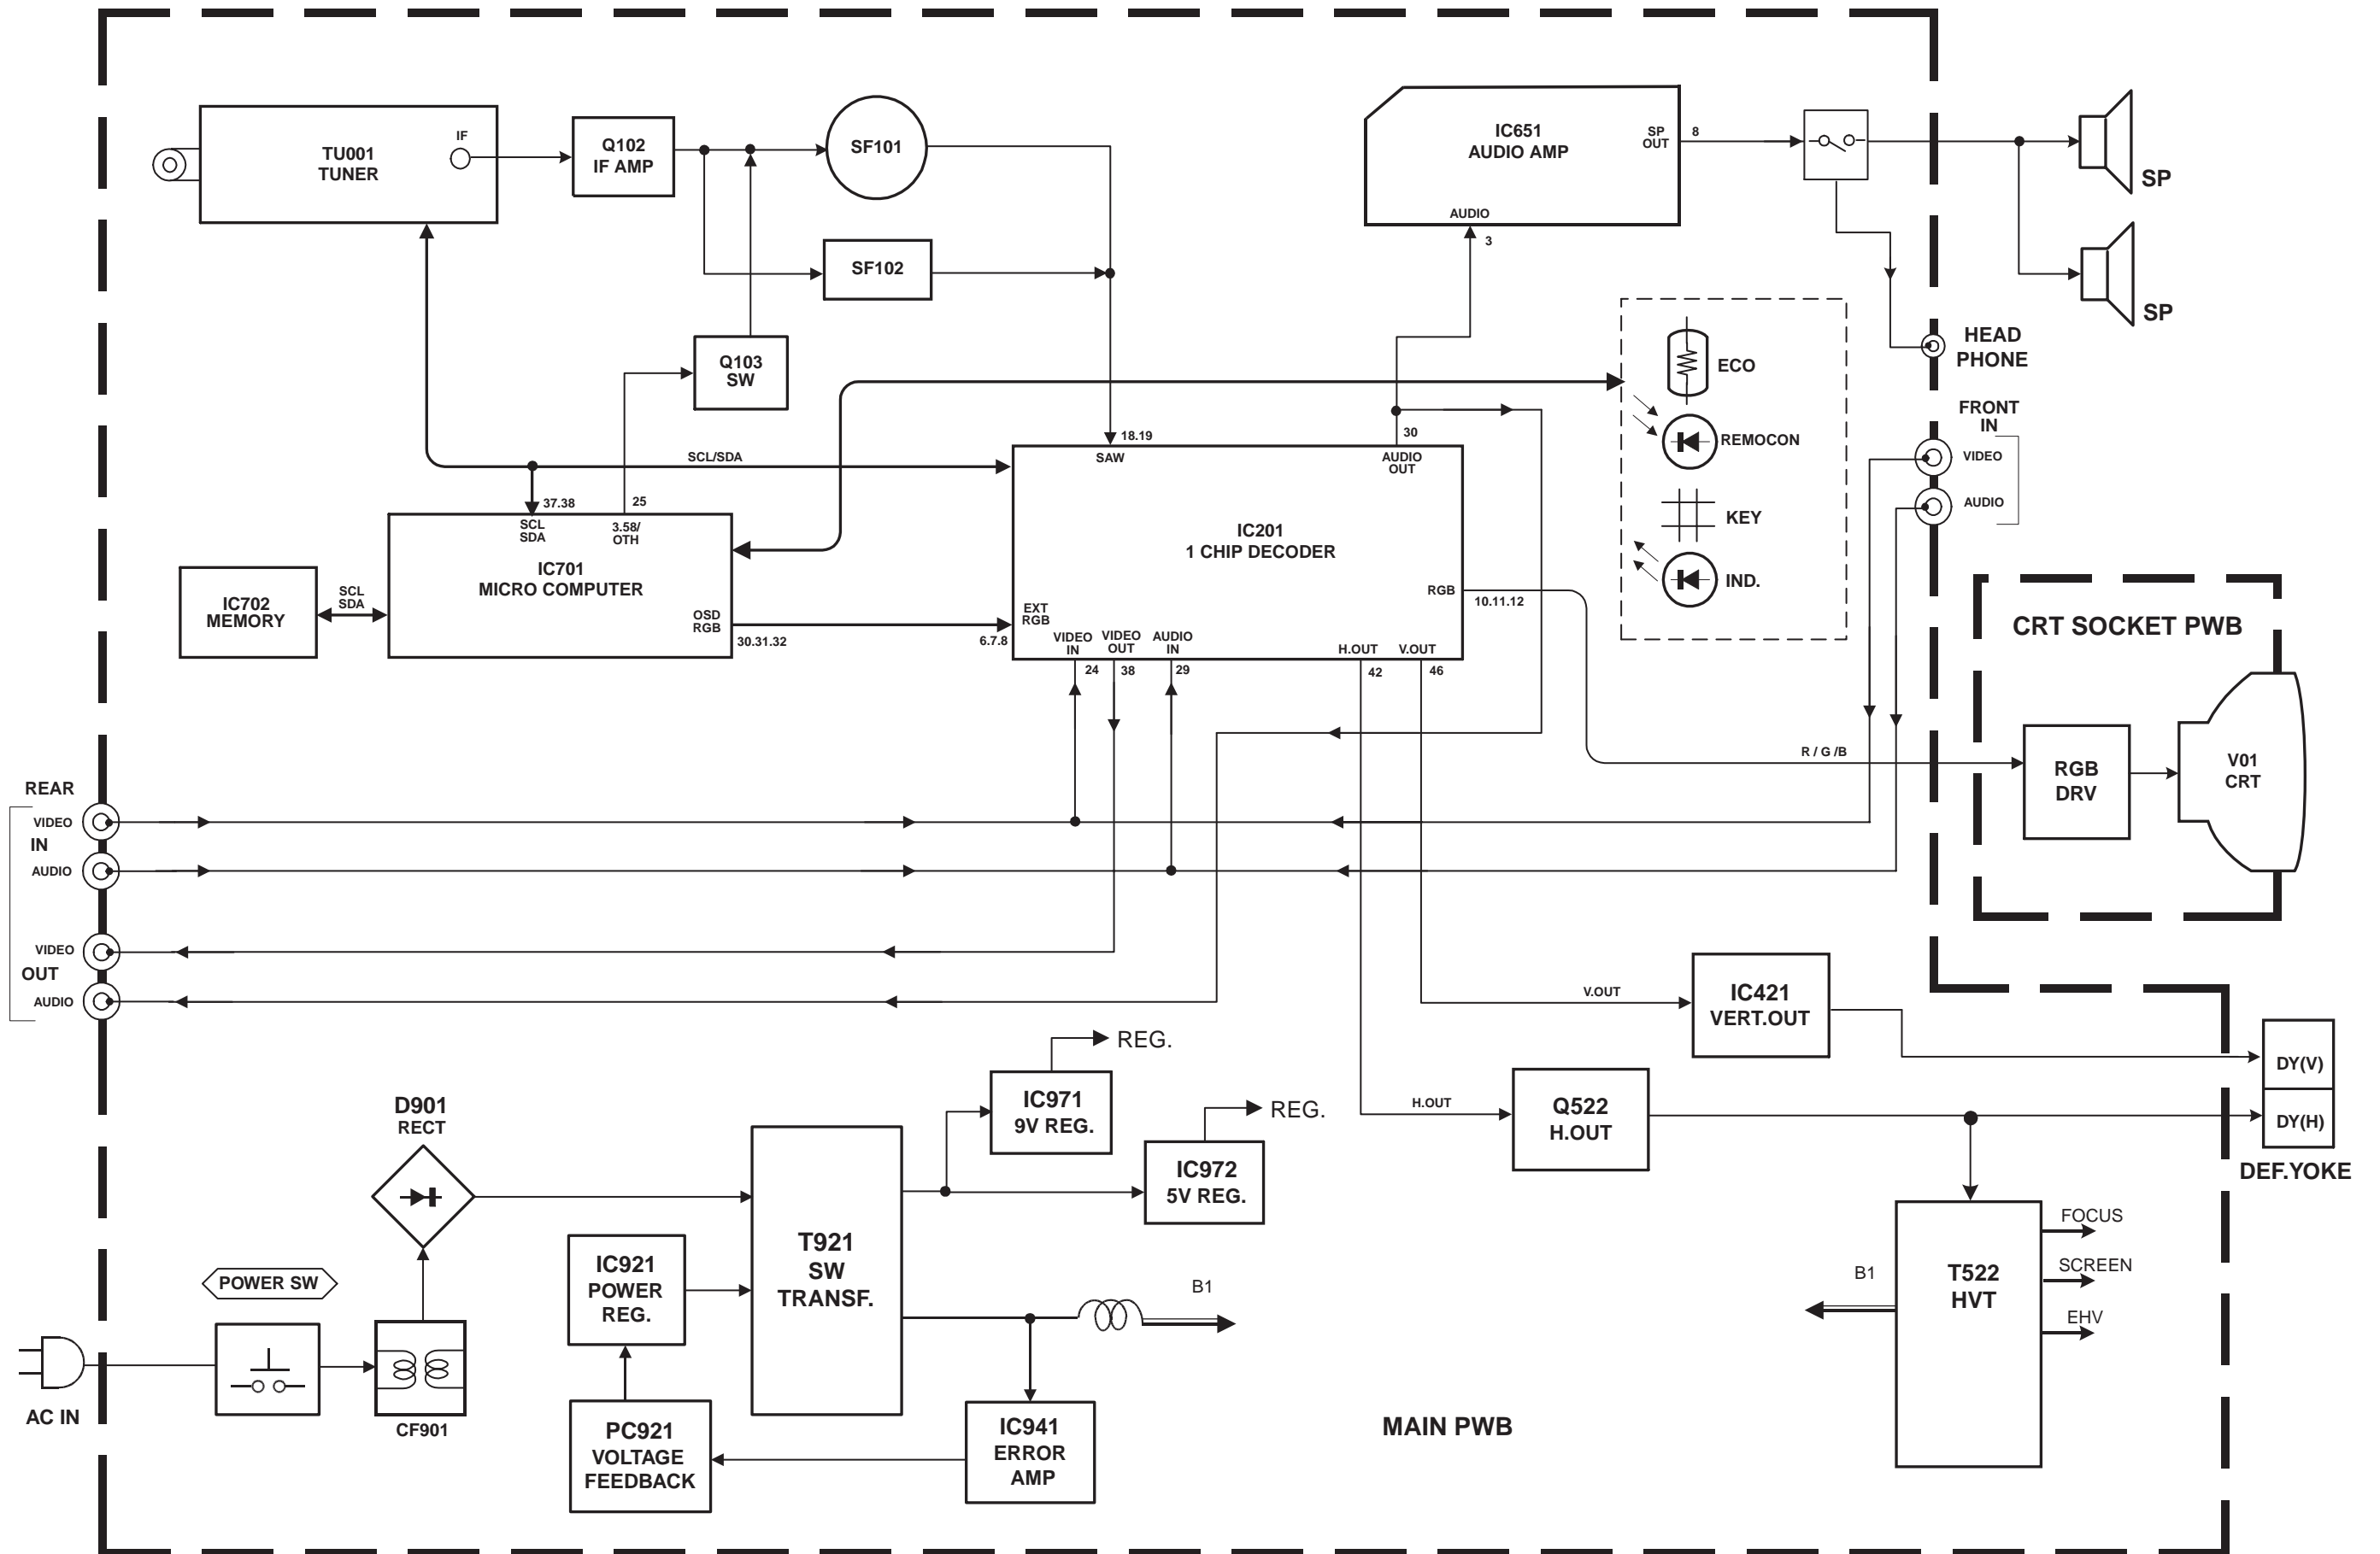 TU001
TUNER
IF
Q102
IF AMP
SF101
SF102
Q103
SW
IC651
AUDIO AMP
SP
OUT
8
AUDIO
3
SP
SP
HEAD
PHONE
FRONT
IN
VIDEO
AUDIO
ECO
REMOCON
KEY
IND.
SCL/SDA
18.19
SAW
30
AUDIO
OUT
IC201
1 CHIP DECODER
RGB
10.11.12
EXT
RGB
6.7.8
VIDEO
IN
24
VIDEO
OUT
38
AUDIO
IN
29
H.OUT
42
V.OUT
46
37.38
SCL
SDA
25
3.58/
OTH
IC701
MICRO COMPUTER
OSD
RGB
30.31.32
IC702
MEMORY
SCL
SDA
CRT SOCKET PWB
R / G /B
RGB
DRV
V01
CRT
REAR
VIDEO
IN
AUDIO
VIDEO
OUT
AUDIO
V.OUT
IC421
VERT.OUT
H.OUT
Q522
H.OUT
DY(V)
DY(H)
DEF.YOKE
REG.
IC971
9V REG.
REG.
IC972
5V REG.
D901
RECT
T921
SW
TRANSF.
IC921
POWER
REG.
POWER SW
AC IN
CF901
PC921
VOLTAGE
FEEDBACK
IC941
ERROR
AMP
B1
B1
T522
HVT
FOCUS
SCREEN
EHV
MAIN PWB